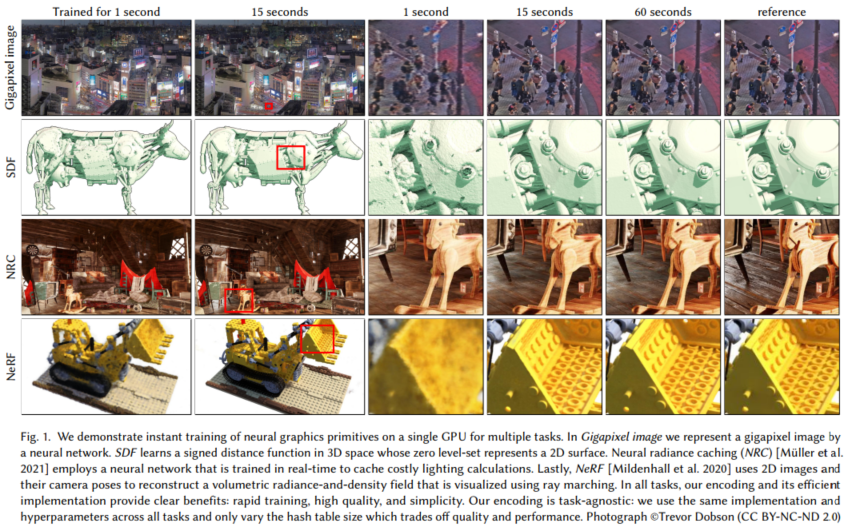 Trained for 1 second 15 seconds 1 second 15 seconds 60 seconds reference
Gigapixel image
SDF
NRC
NeRF
Fig. 1. We demonstrate instant training of neural graphics primitives on a single GPU for multiple tasks. In Gigapixel image we represent a gigapixel image by
a neural network. SDF learns a signed distance function in 3D space whose zero level-set represents a 2D surface. Neural radiance caching (NRC) [Müller et al.
2021] employs a neural network that is trained in real-time to cache costly lighting calculations. Lastly, NeRF [Mildenhall et al. 2020] uses 2D images and
their camera poses to reconstruct a volumetric radiance-and-density field that is visualized using ray marching. In all tasks, our encoding and its efficient
implementation provide clear benefits: rapid training, high quality, and simplicity. Our encoding is task-agnostic: we use the same implementation and
hyperparameters across all tasks and only vary the hash table size which trades off quality and performance. Photograph ©Trevor Dobson (CC BY-NC-ND 2.0)